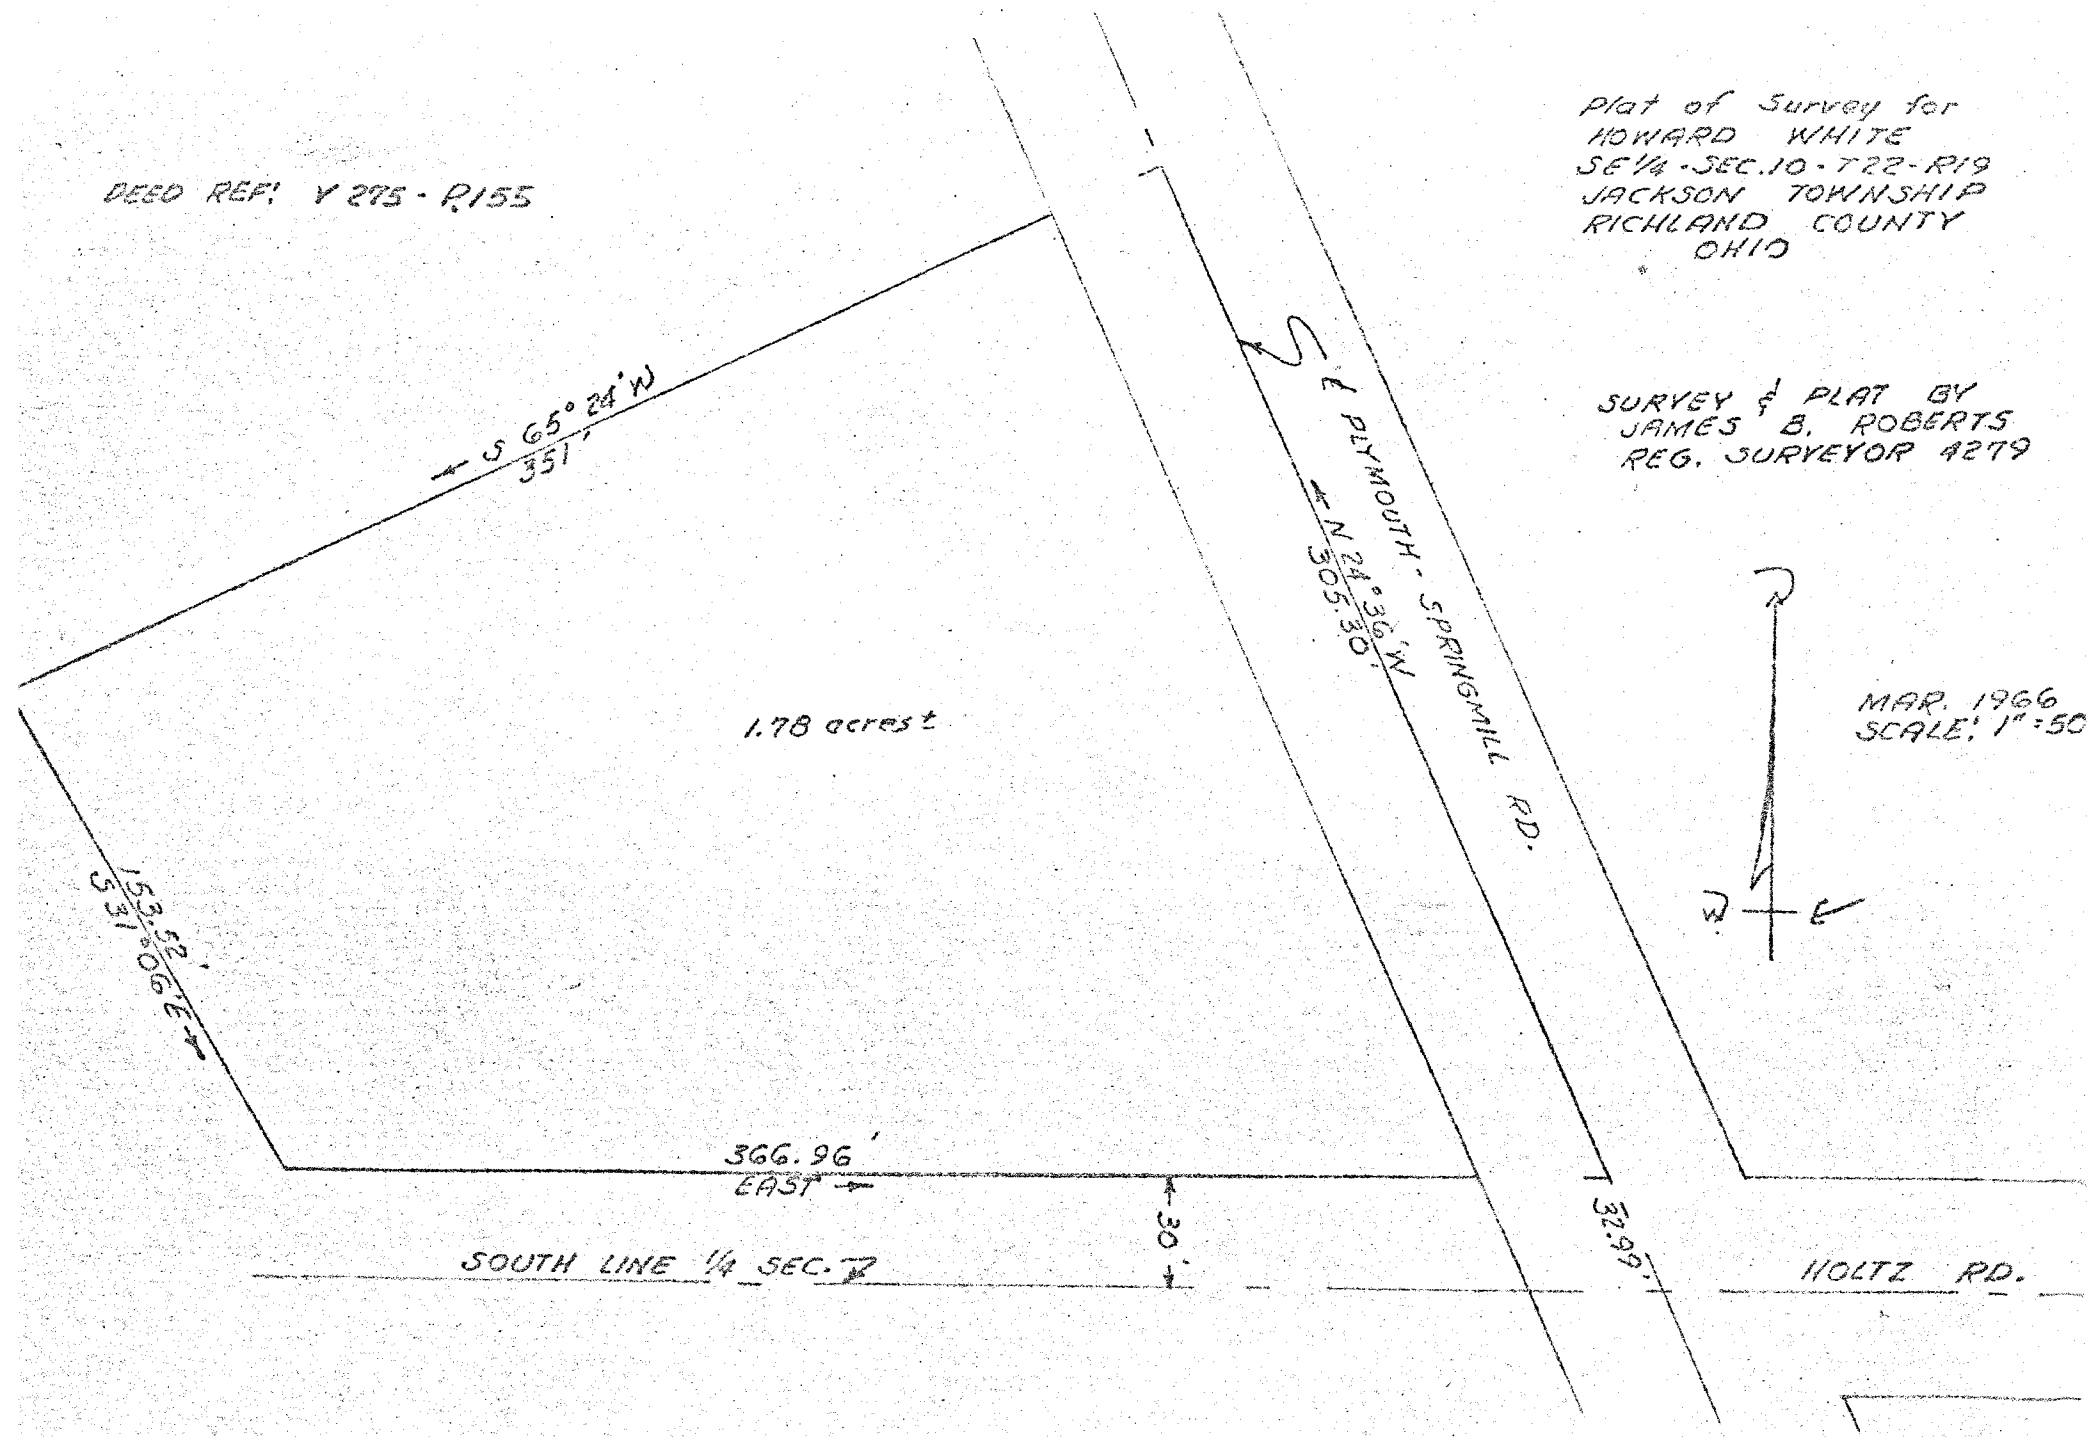 Plat of Survey for
HOWARD WHITE
SE 1/4 - SEC. 10 - T22 - R19
JACKSON TOWNSHIP
RICHLAND COUNTY
OHIO
DEED REF: V 275 - P.155
SURVEY & PLAT BY
JAMES B. ROBERTS
REG. SURVEYOR 4279
S 65° 24' W
351'
℄ PLYMOUTH - SPRINGMILL RD.
N 24° 36' W
305.30'
MAR. 1966
SCALE: 1" = 50
1.78 acres ±
W E
153.52'
S 31° 06' E
366.96'
EAST
30'
32.99'
SOUTH LINE 1/4 SEC.
HOLTZ RD.